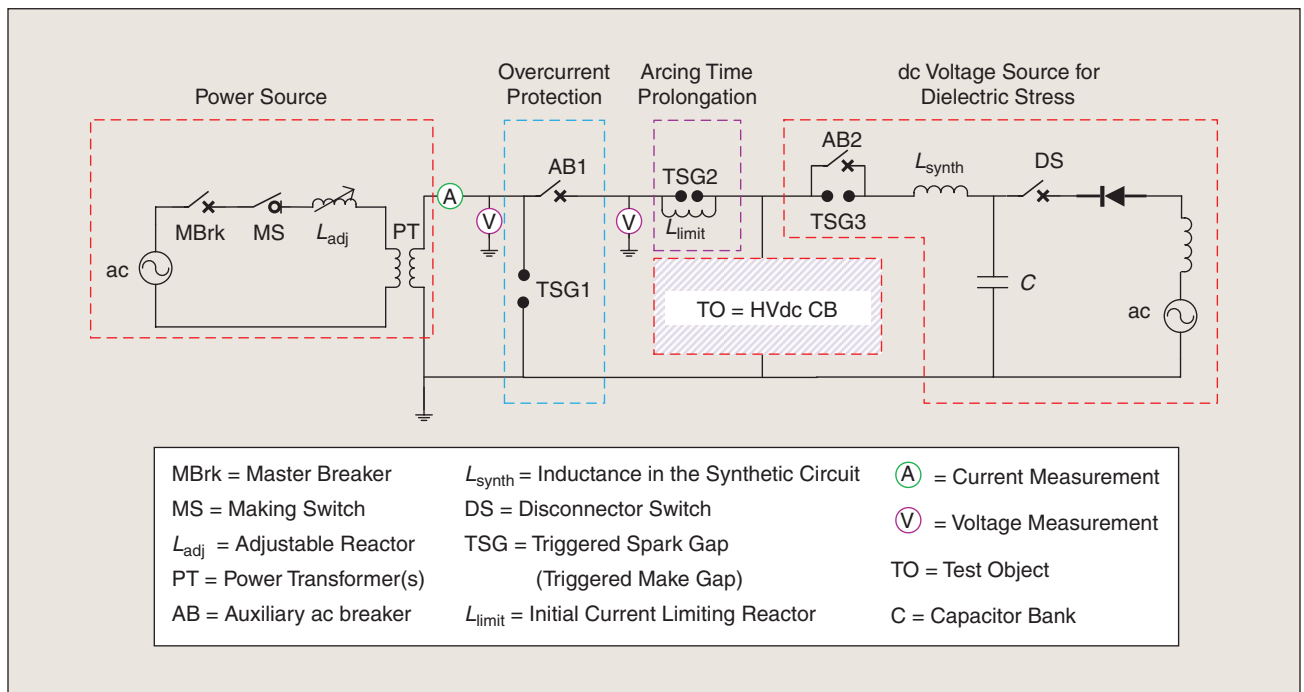 Power Source
Overcurrent
Protection
Arcing Time
Prolongation
dc Voltage Source for
Dielectric Stress
MBrk
MS
Ladj
PT
ac
A
V
AB1
TSG1
V
TSG2
Llimit
TO = HVdc CB
AB2
TSG3
Lsynth
DS
C
ac
MBrk = Master Breaker
MS = Making Switch
Ladj = Adjustable Reactor
PT = Power Transformer(s)
AB = Auxiliary ac breaker
Lsynth = Inductance in the Synthetic Circuit
DS = Disconnector Switch
TSG = Triggered Spark Gap
(Triggered Make Gap)
Llimit = Initial Current Limiting Reactor
A = Current Measurement
V = Voltage Measurement
TO = Test Object
C = Capacitor Bank